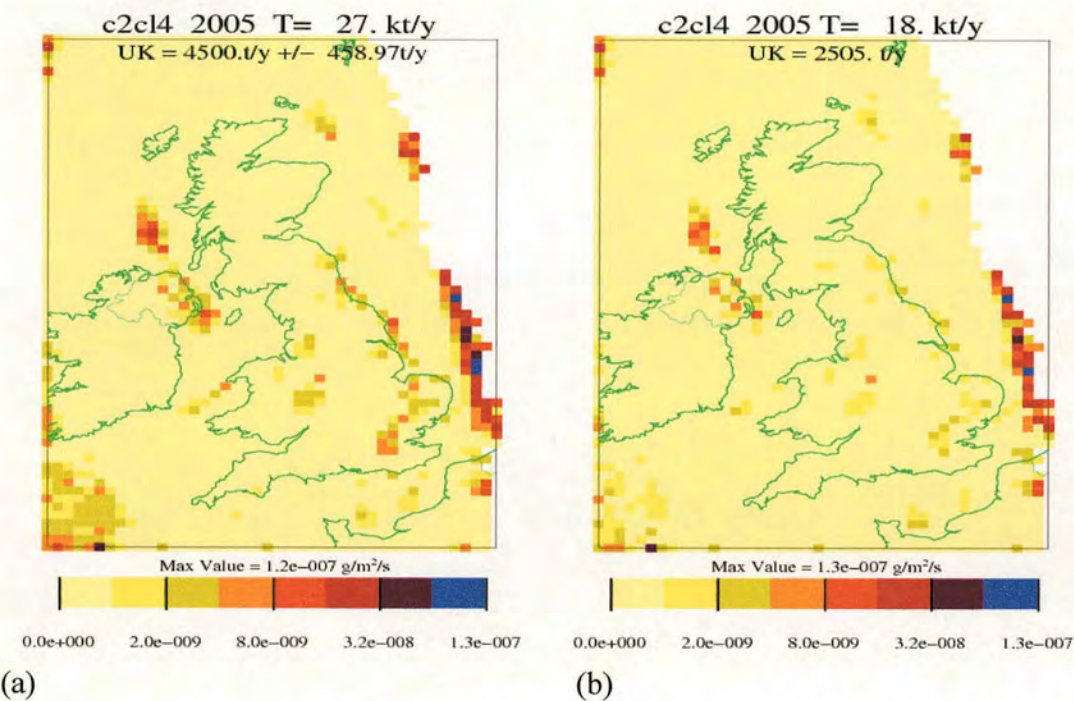 c2cl4 2005 T= 27. kt/y
UK = 4500.t/y +/− 458.97t/y
Max Value = 1.2e−007 g/m²/s
0.0e+000 2.0e−009 8.0e−009 3.2e−008 1.3e−007
(a)
c2cl4 2005 T= 18. kt/y
UK = 2505. t/y
Max Value = 1.3e−007 g/m²/s
0.0e+000 2.0e−009 8.0e−009 3.2e−008 1.3e−007
(b)